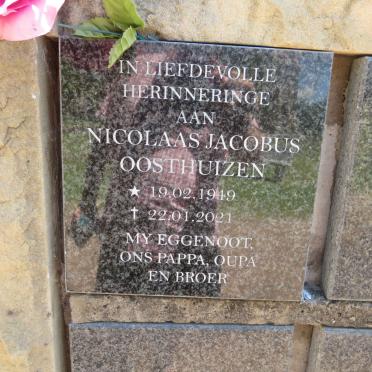 IN LIEFDEVOLLE
HERINNERINGE
AAN
NICOLAAS JACOBUS
OOSTHUIZEN
★ 19.02.1949
✝ 22.01.2021
MY EGGENOOT,
ONS PAPPA, OUPA
EN BROER